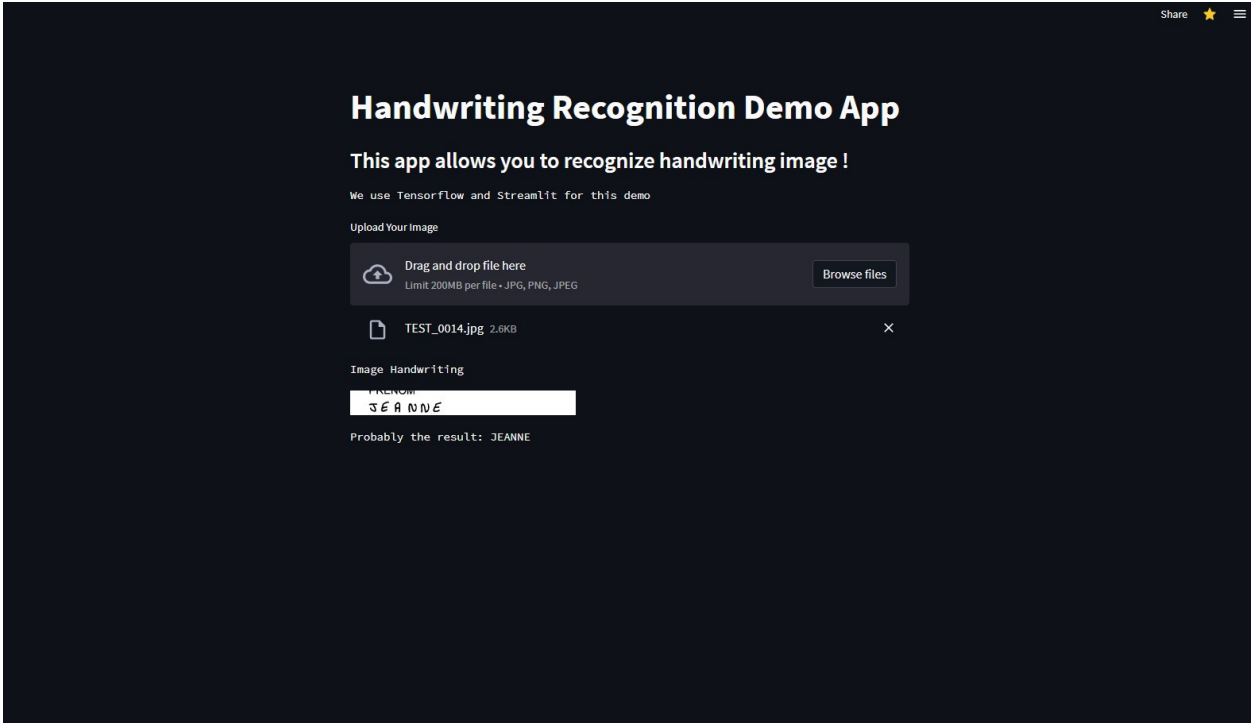 Share
Handwriting Recognition Demo App
This app allows you to recognize handwriting image !
We use Tensorflow and Streamlit for this demo
Upload Your Image
Drag and drop file here
Limit 200MB per file • JPG, PNG, JPEG
Browse files
TEST_0014.jpg 2.6KB
Image Handwriting
PRENOM
JEANNE
Probably the result: JEANNE